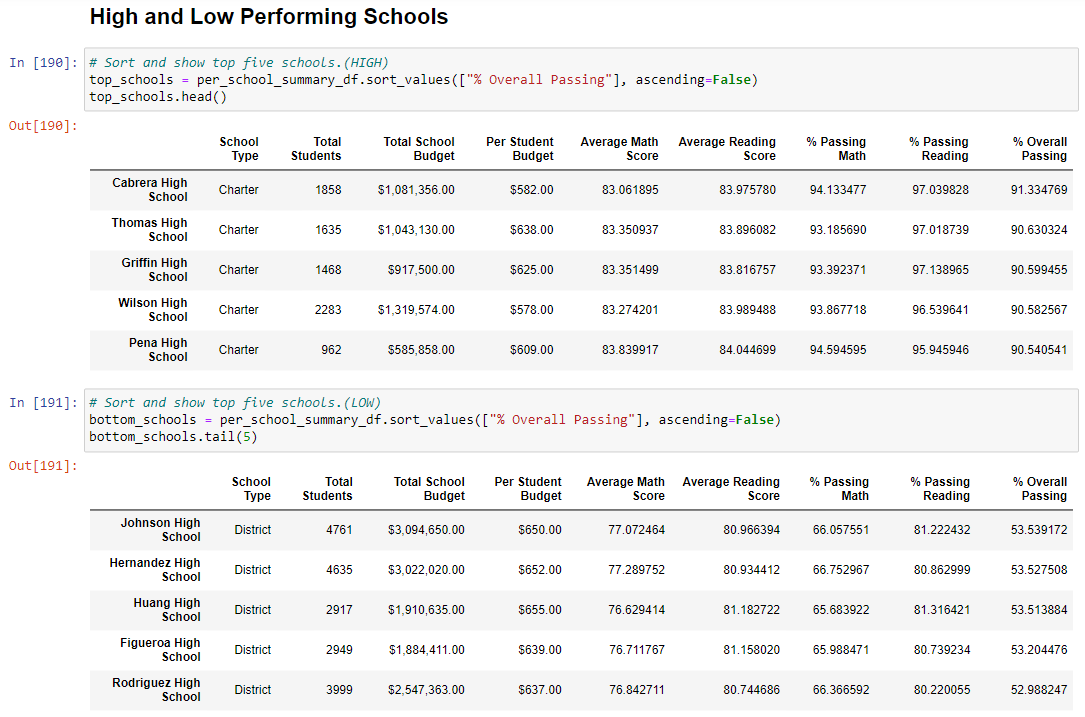 High and Low Performing Schools
In [190]: # Sort and show top five schools.(HIGH)
top_schools = per_school_summary_df.sort_values(["% Overall Passing"], ascending=False)
top_schools.head()
Out[190]:
School Type Total Students Total School Budget Per Student Budget Average Math Score Average Reading Score % Passing Math % Passing Reading % Overall Passing
Cabrera High School Charter 1858 $1,081,356.00 $582.00 83.061895 83.975780 94.133477 97.039828 91.334769
Thomas High School Charter 1635 $1,043,130.00 $638.00 83.350937 83.896082 93.185690 97.018739 90.630324
Griffin High School Charter 1468 $917,500.00 $625.00 83.351499 83.816757 93.392371 97.138965 90.599455
Wilson High School Charter 2283 $1,319,574.00 $578.00 83.274201 83.989488 93.867718 96.539641 90.582567
Pena High School Charter 962 $585,858.00 $609.00 83.839917 84.044699 94.594595 95.945946 90.540541
In [191]: # Sort and show top five schools.(LOW)
bottom_schools = per_school_summary_df.sort_values(["% Overall Passing"], ascending=False)
bottom_schools.tail(5)
Out[191]:
School Type Total Students Total School Budget Per Student Budget Average Math Score Average Reading Score % Passing Math % Passing Reading % Overall Passing
Johnson High School District 4761 $3,094,650.00 $650.00 77.072464 80.966394 66.057551 81.222432 53.539172
Hernandez High School District 4635 $3,022,020.00 $652.00 77.289752 80.934412 66.752967 80.862999 53.527508
Huang High School District 2917 $1,910,635.00 $655.00 76.629414 81.182722 65.683922 81.316421 53.513884
Figueroa High School District 2949 $1,884,411.00 $639.00 76.711767 81.158020 65.988471 80.739234 53.204476
Rodriguez High School District 3999 $2,547,363.00 $637.00 76.842711 80.744686 66.366592 80.220055 52.988247